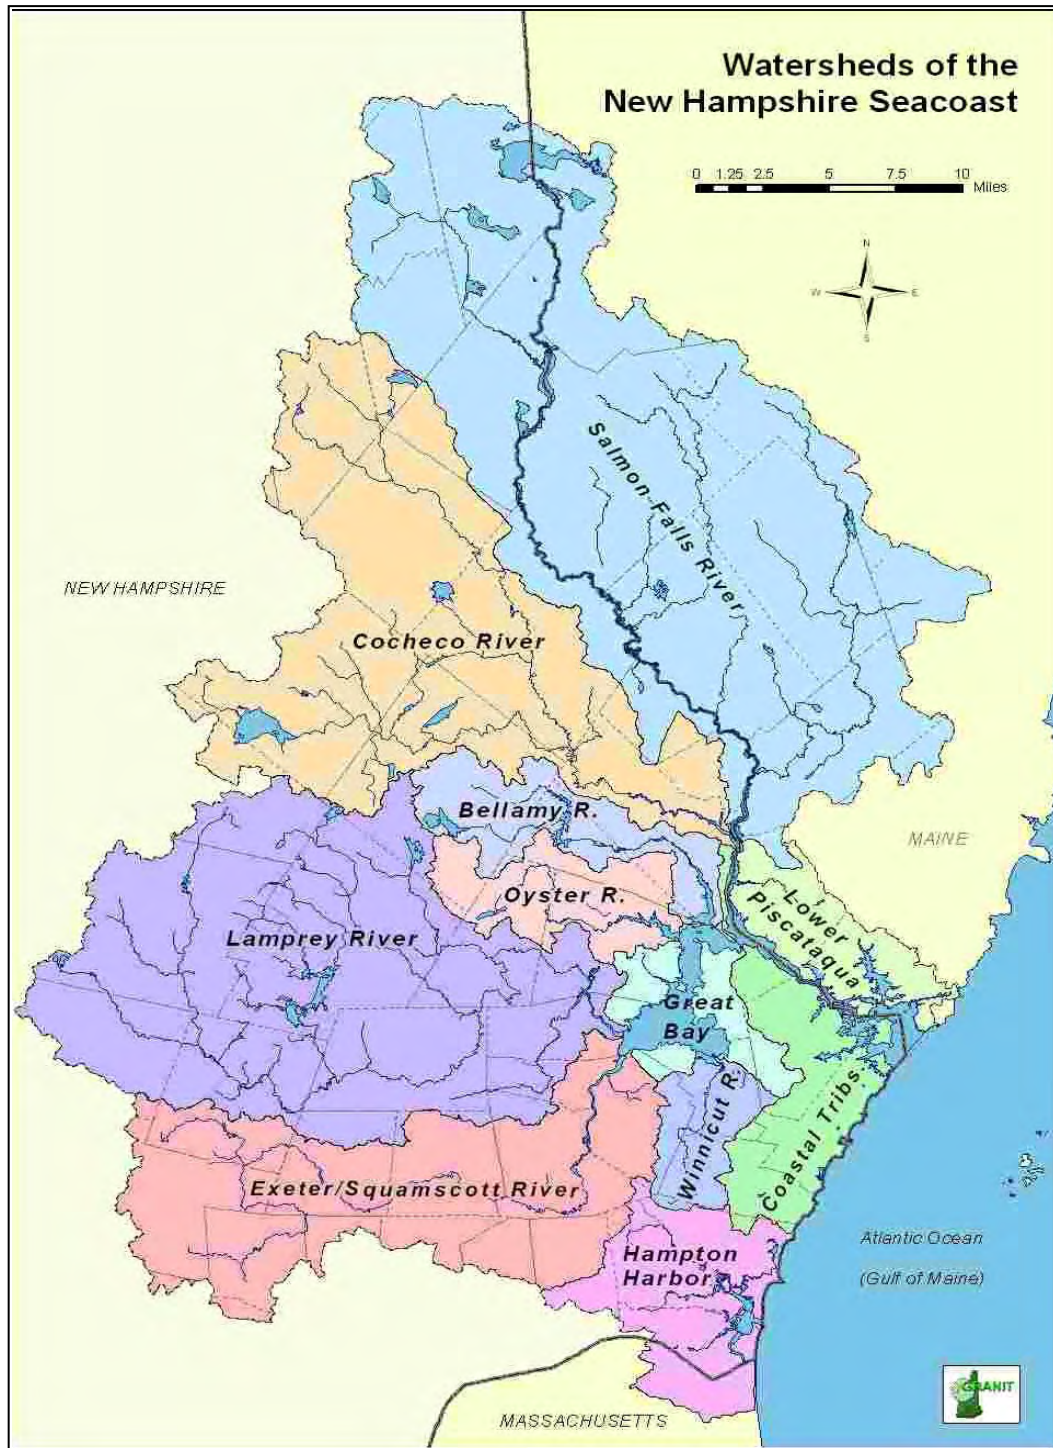 Watersheds of the
New Hampshire Seacoast
0 1.25 2.5 5 7.5 10
Miles
N
W E
S
Salmon Falls River
NEW HAMPSHIRE
Cocheco River
Bellamy R.
MAINE
Oyster R.
Lower
Piscataqua
Lamprey River
Great
Bay
Winnicut R.
Coastal Tribs.
Exeter/Squamscott River
Hampton
Harbor
Atlantic Ocean
(Gulf of Maine)
GRANIT
MASSACHUSETTS